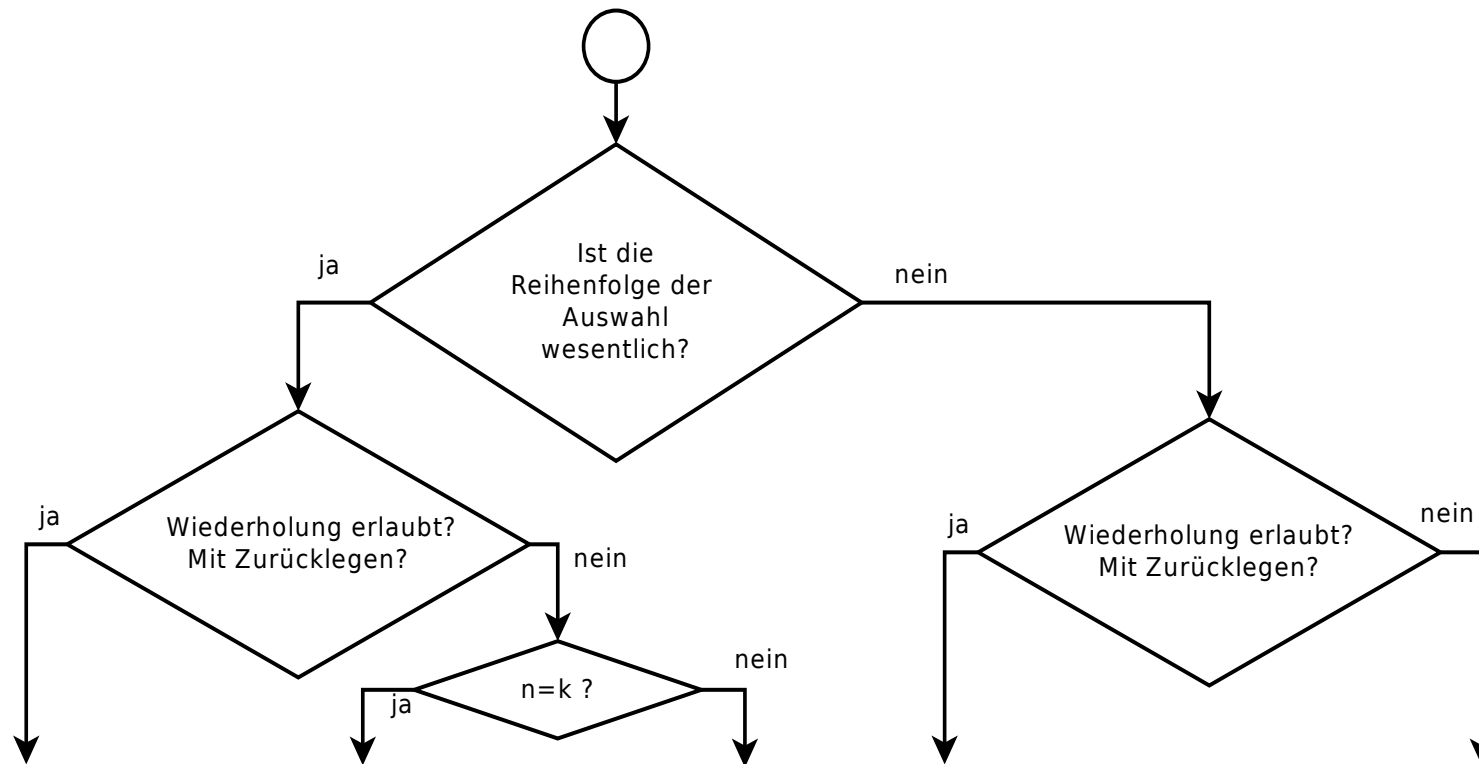 Ist die
Reihenfolge der
Auswahl
wesentlich?
ja
nein
Wiederholung erlaubt?
Mit Zurücklegen?
ja
nein
n=k ?
ja
nein
Wiederholung erlaubt?
Mit Zurücklegen?
ja
nein